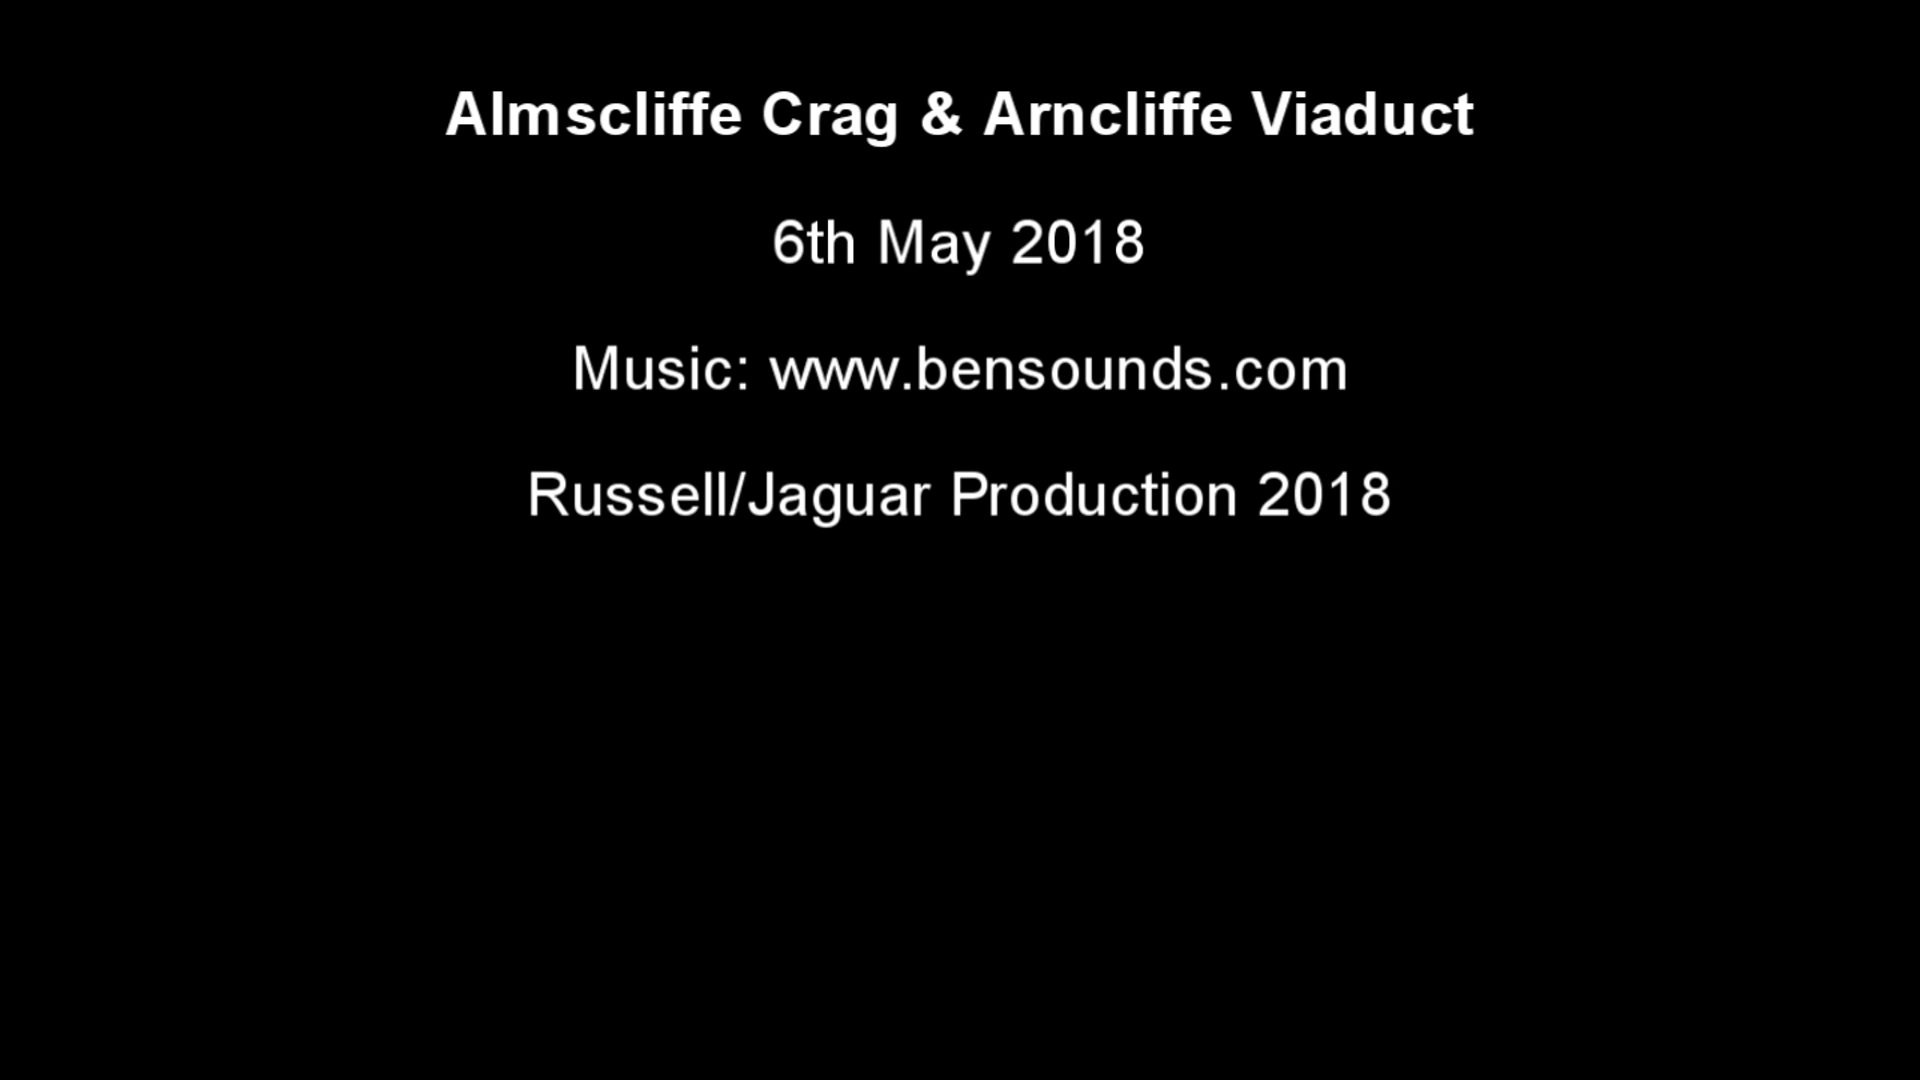 Almscliffe Crag & Arncliffe Viaduct
6th May 2018
Music: www.bensounds.com
Russell/Jaguar Production 2018